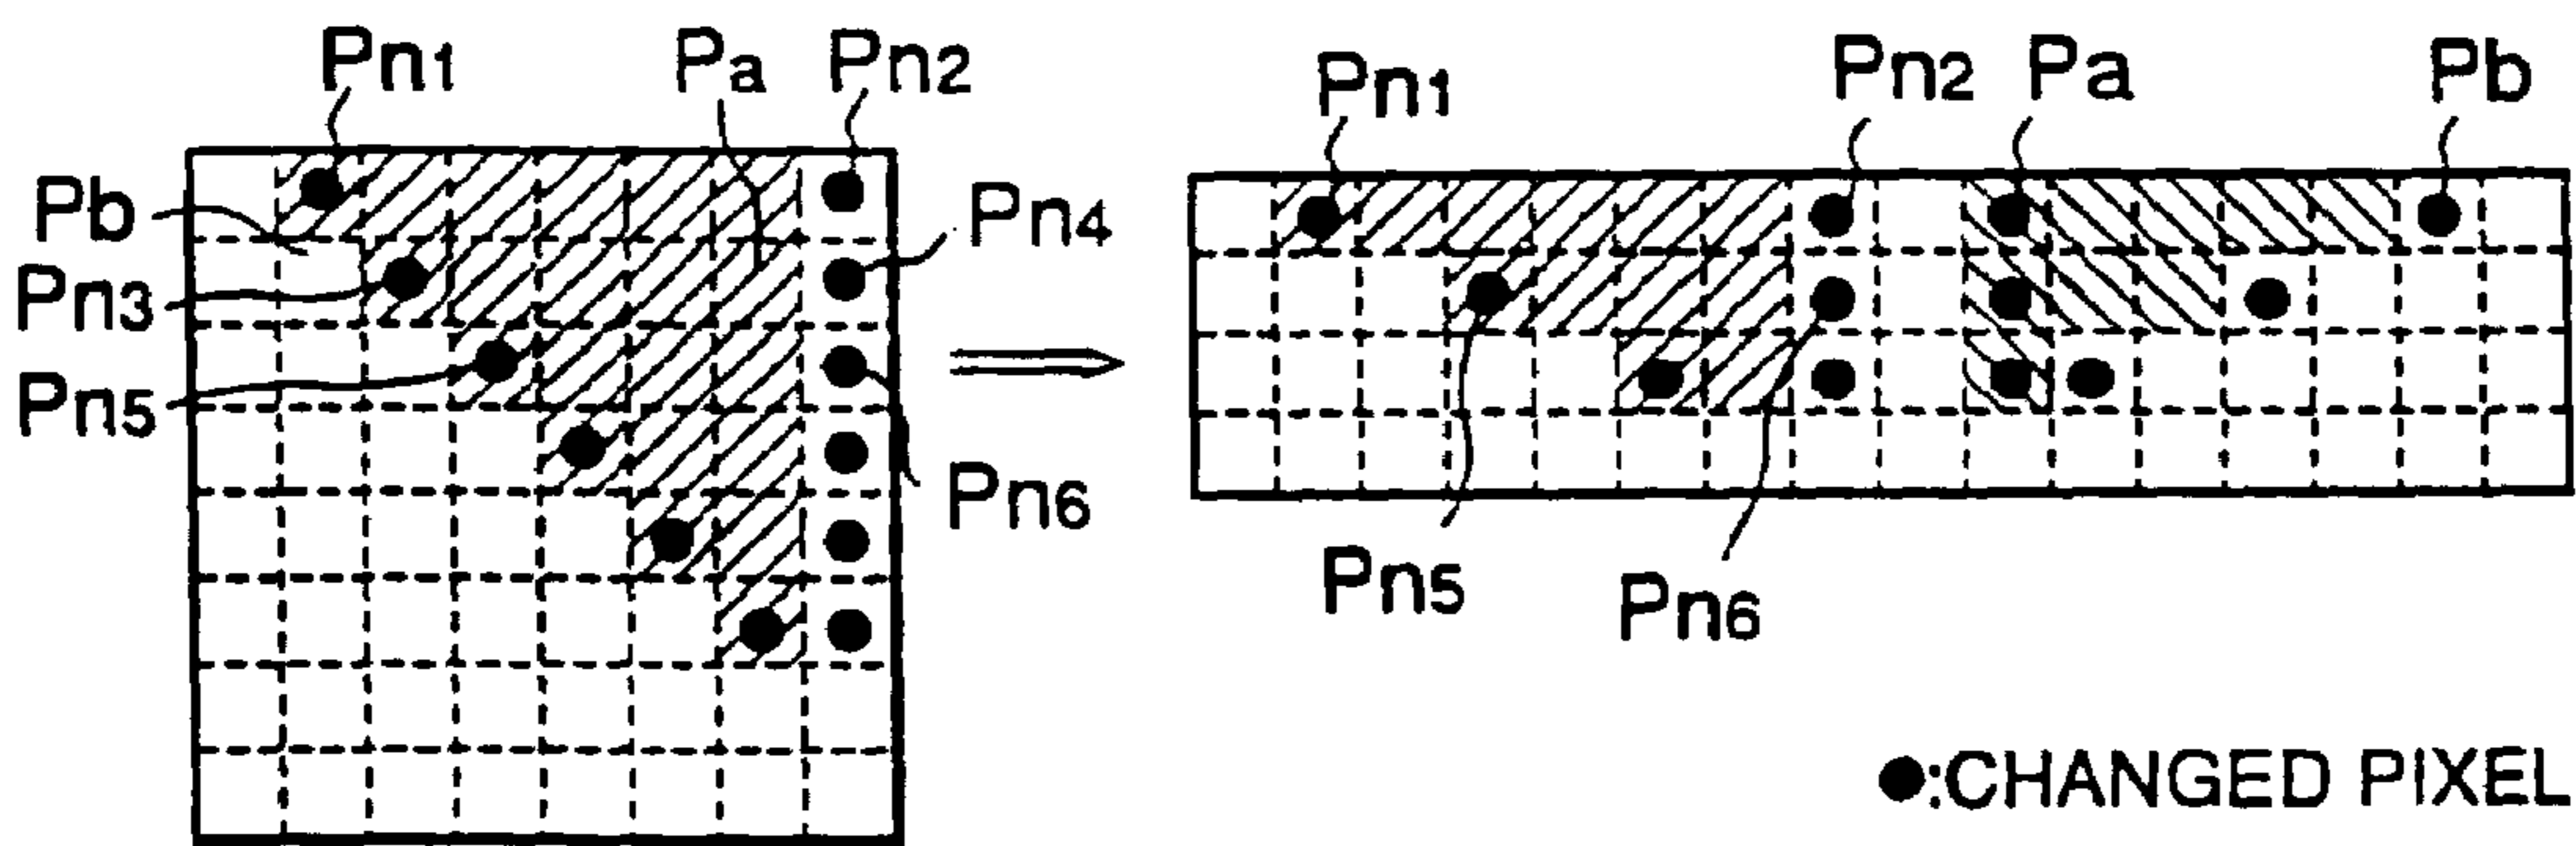 Pn1 Pa Pn2
Pb
Pn3
Pn5
Pn4
Pn6
Pn1 Pn2 Pa Pb
Pn5 Pn6
●:CHANGED PIXEL